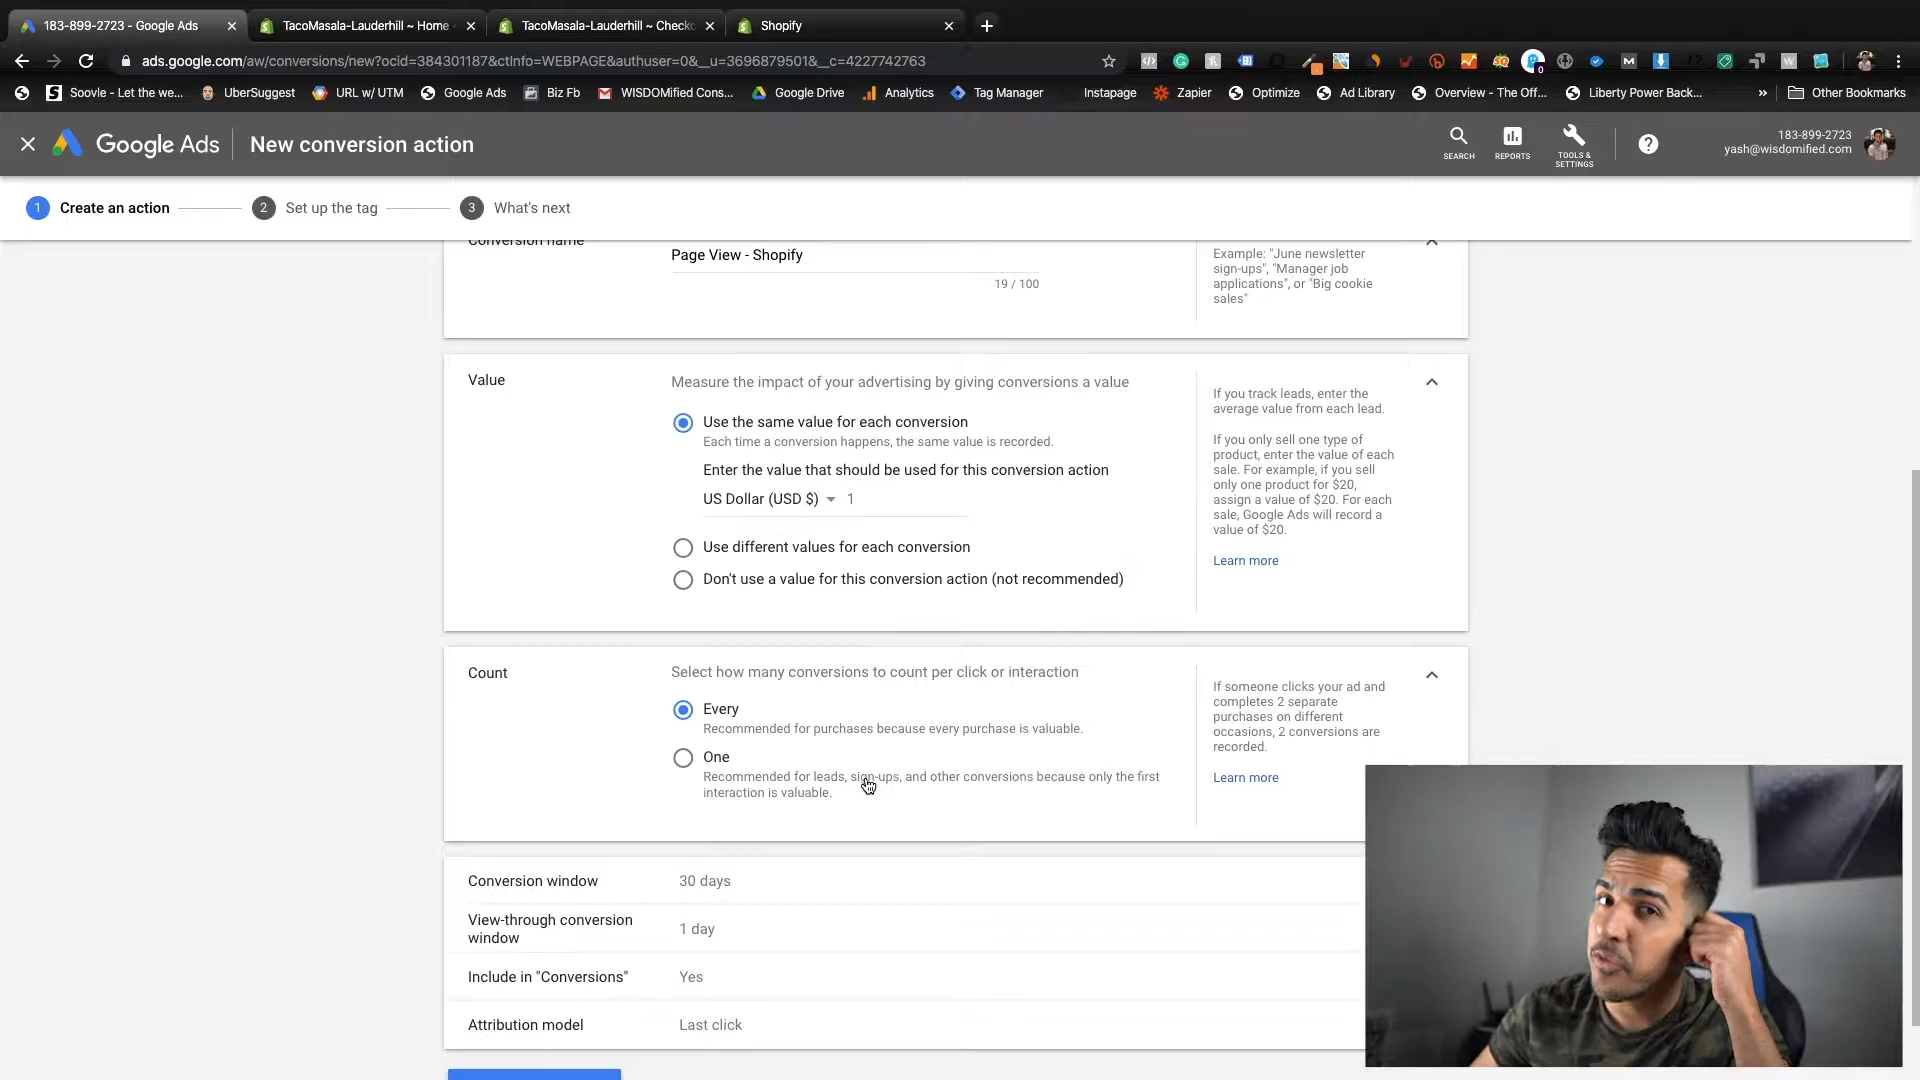 183-899-2723 - Google Ads
TacoMasala-Lauderhill ~ Home
TacoMasala-Lauderhill ~ Checko
Shopify
ads.google.com/aw/conversions/new?ocid=384301187&ctInfo=WEBPAGE&authuser=0&__u=3696879501&__c=4227742763
Soovle - Let the we...
UberSuggest
URL w/ UTM
Google Ads
Biz Fb
WISDOMified Cons...
Google Drive
Analytics
Tag Manager
Instapage
Zapier
Optimize
Ad Library
Overview - The Off...
Liberty Power Back...
»
Other Bookmarks
Google Ads
New conversion action
SEARCH
REPORTS
TOOLS &
SETTINGS
183-899-2723
yash@wisdomified.com
1 Create an action
2 Set up the tag
3 What's next
Conversion name
Page View - Shopify
19 / 100
Example: "June newsletter
sign-ups", "Manager job
applications", or "Big cookie
sales"
Value
Measure the impact of your advertising by giving conversions a value
Use the same value for each conversion
Each time a conversion happens, the same value is recorded.
Enter the value that should be used for this conversion action
US Dollar (USD $) 1
Use different values for each conversion
Don't use a value for this conversion action (not recommended)
If you track leads, enter the
average value from each lead.
If you only sell one type of
product, enter the value of each
sale. For example, if you sell
only one product for $20,
assign a value of $20. For each
sale, Google Ads will record a
value of $20.
Learn more
Count
Select how many conversions to count per click or interaction
Every
Recommended for purchases because every purchase is valuable.
One
Recommended for leads, sign-ups, and other conversions because only the first
interaction is valuable.
If someone clicks your ad and
completes 2 separate
purchases on different
occasions, 2 conversions are
recorded.
Learn more
Conversion window
30 days
View-through conversion
window
1 day
Include in "Conversions"
Yes
Attribution model
Last click